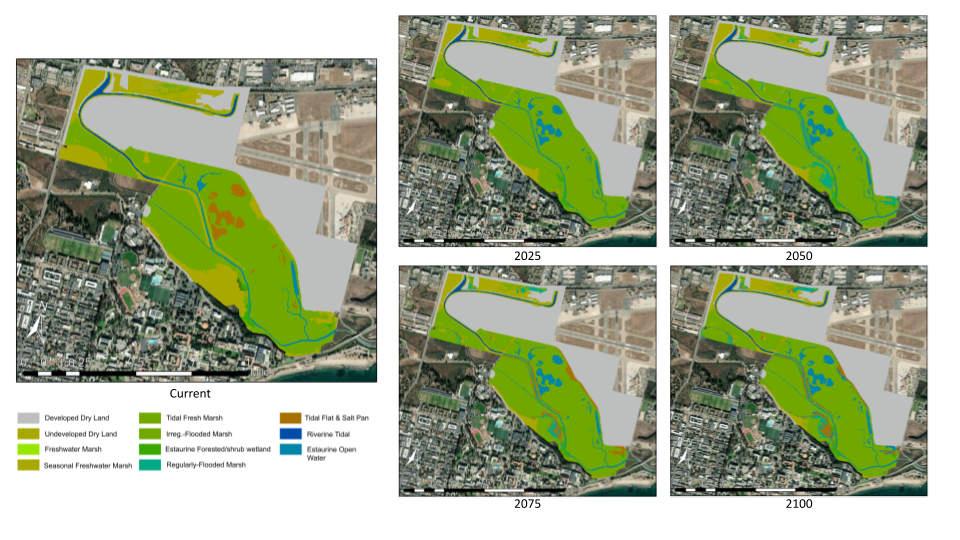 2025
2050
Current
2075
2100
Developed Dry Land
Undeveloped Dry Land
Freshwater Marsh
Seasonal Freshwater Marsh
Tidal Fresh Marsh
Irreg.-Flooded Marsh
Estaurine Forested/shrub wetland
Regularly-Flooded Marsh
Tidal Flat & Salt Pan
Riverine Tidal
Estaurine Open
Water